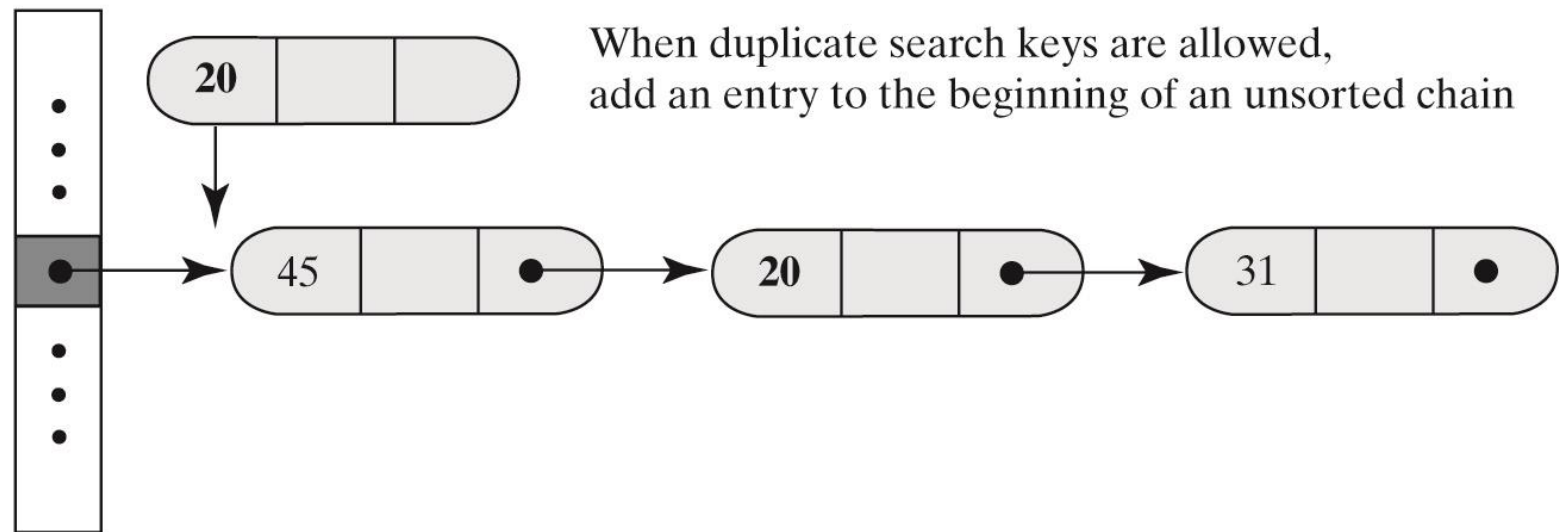 When duplicate search keys are allowed,
add an entry to the beginning of an unsorted chain
20
45
20
31